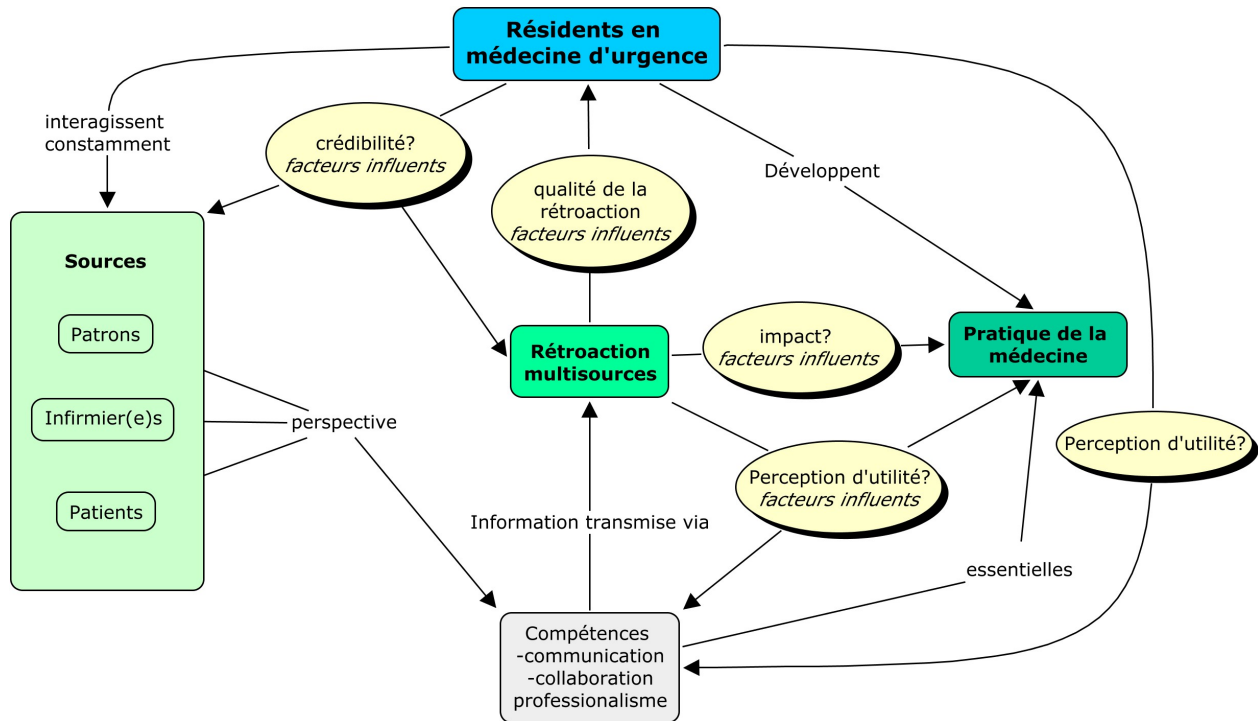 Résidents en
médecine d'urgence
interagissent
constamment
crédibilité?
facteurs influents
qualité de la
rétroaction
facteurs influents
Développent
Sources
Patrons
Infirmier(e)s
Patients
perspective
Rétroaction
multisources
impact?
facteurs influents
Pratique de la
médecine
Perception d'utilité?
Perception d'utilité?
facteurs influents
Information transmise via
essentielles
Compétences
-communication
-collaboration
professionalisme